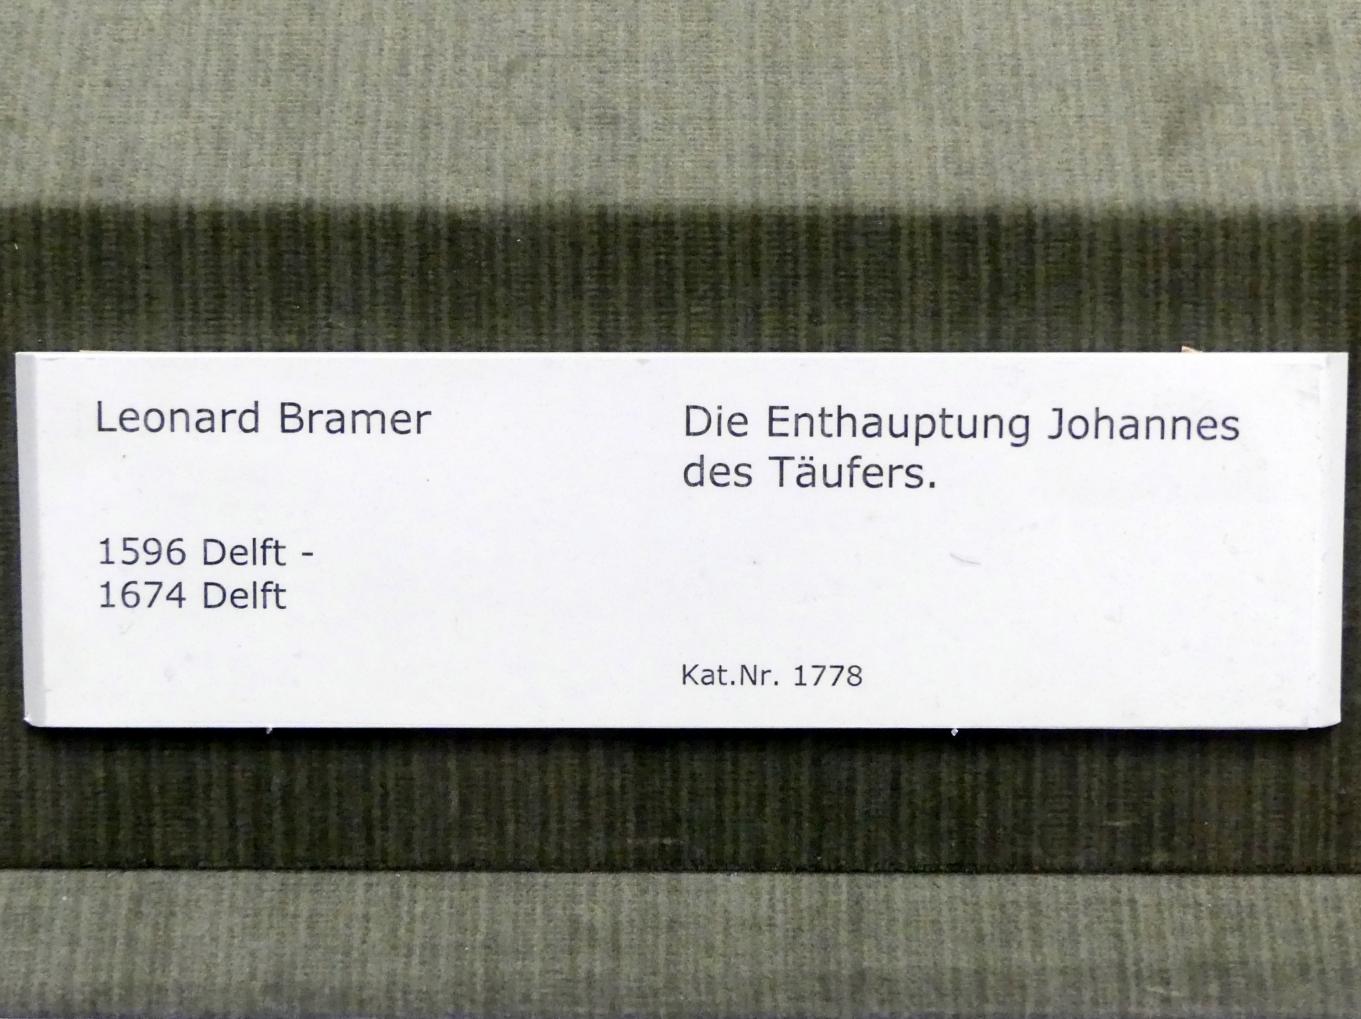 Leonard Bramer
1596 Delft -
1674 Delft
Die Enthauptung Johannes
des Täufers.
Kat.Nr. 1778